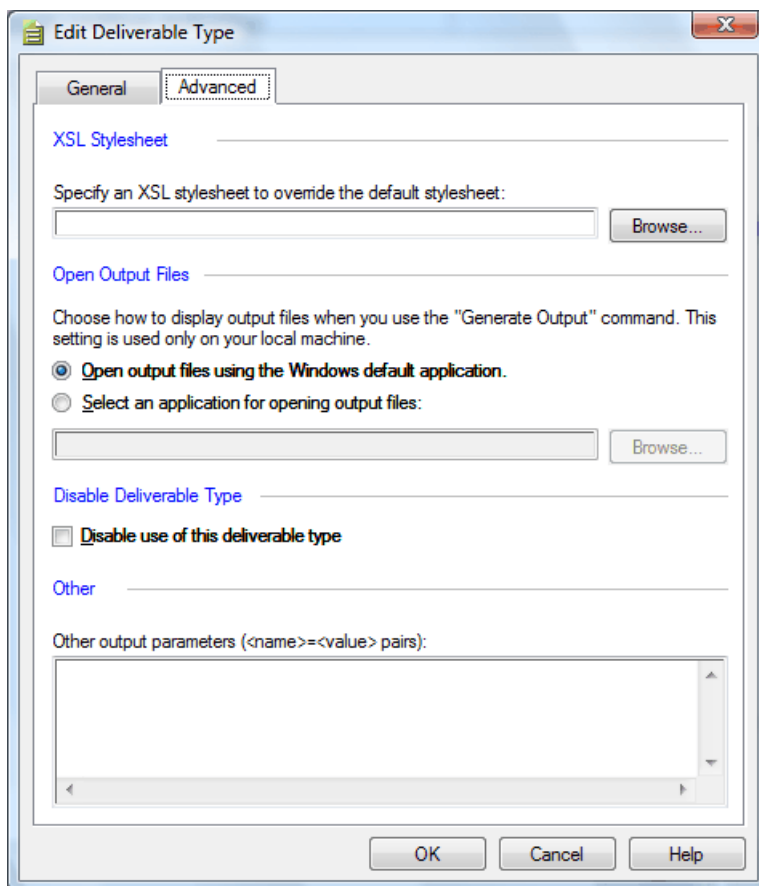 Edit Deliverable Type
General
Advanced
XSL Stylesheet
Specify an XSL stylesheet to override the default stylesheet:
Browse...
Open Output Files
Choose how to display output files when you use the "Generate Output" command. This
setting is used only on your local machine.
Open output files using the Windows default application.
Select an application for opening output files:
Browse...
Disable Deliverable Type
Disable use of this deliverable type
Other
Other output parameters (<name>=<value> pairs):
OK
Cancel
Help